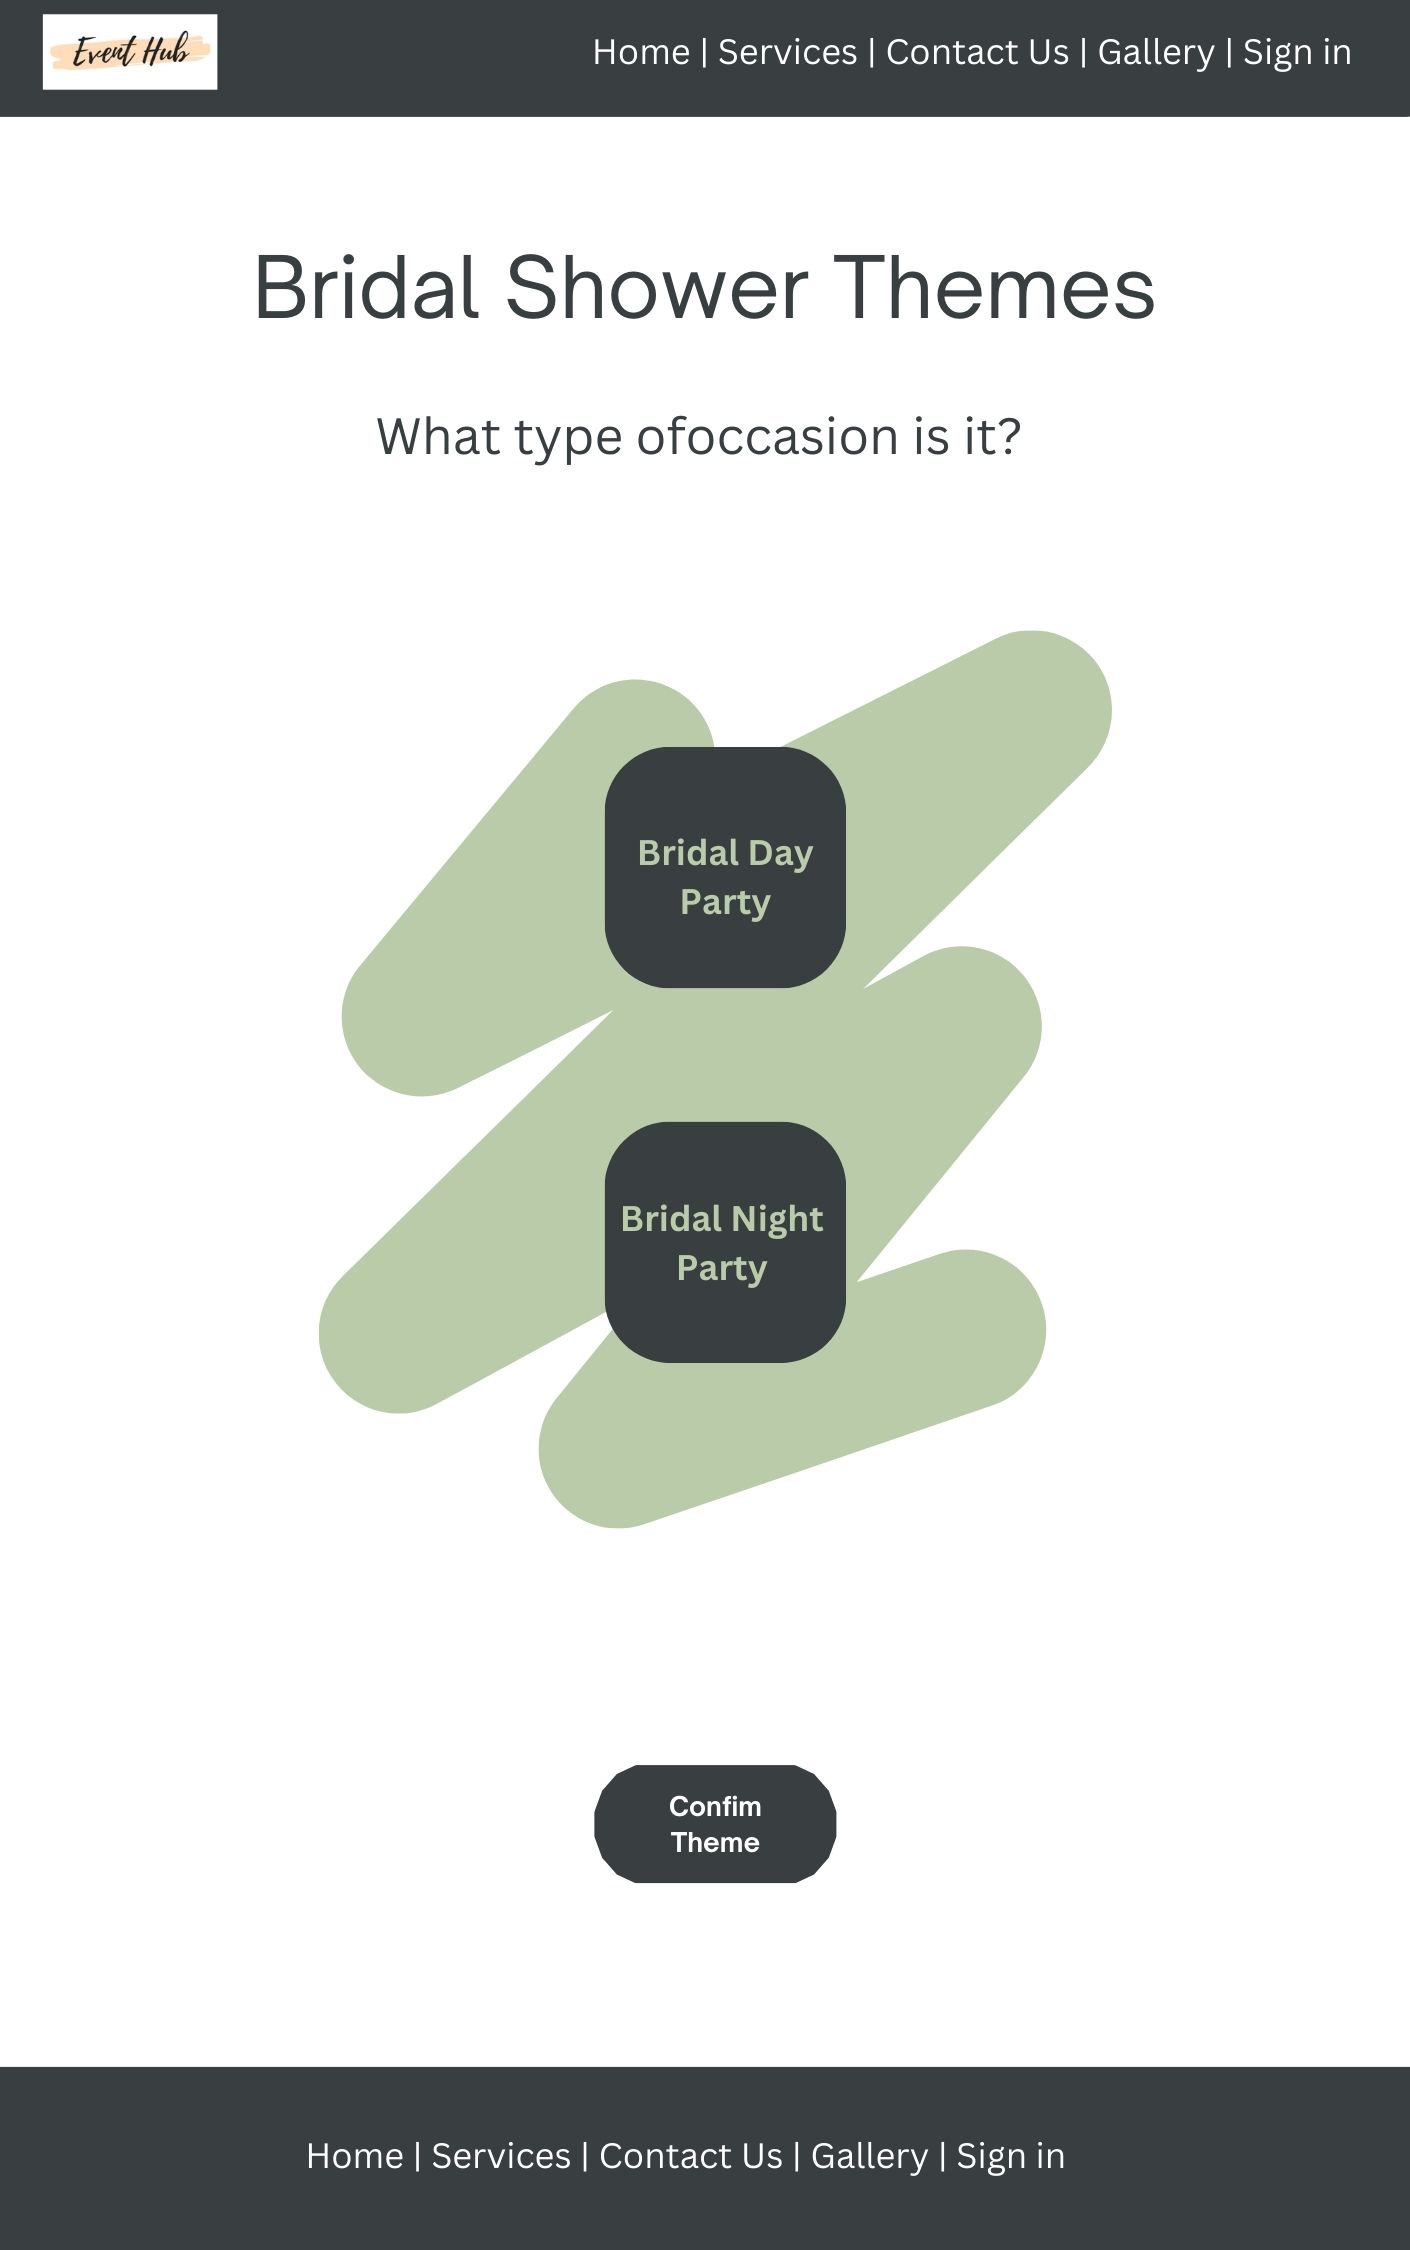 Event Hub
Home | Services | Contact Us | Gallery | Sign in
Bridal Shower Themes
What type ofoccasion is it?
Bridal Day
Party
Bridal Night
Party
Confim
Theme
Home | Services | Contact Us | Gallery | Sign in